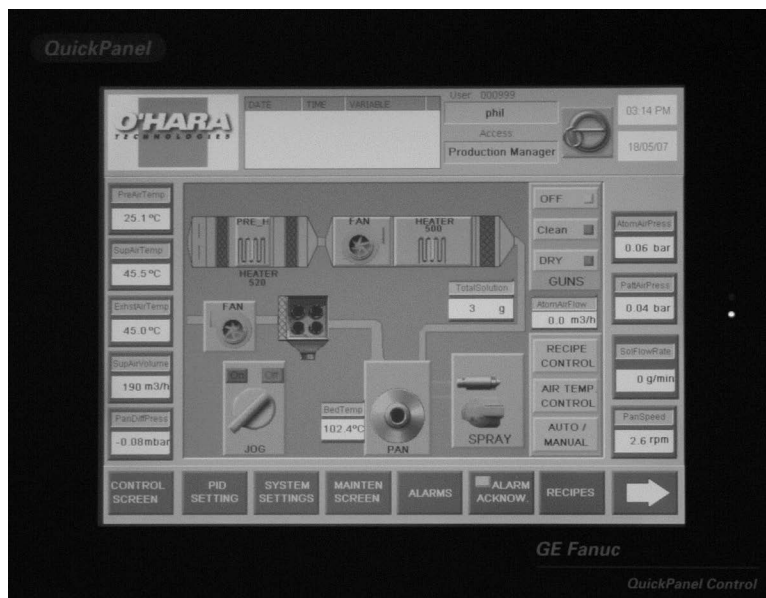 QuickPanel
O'HARA
TECHNOLOGIES
DATE TIME VARIABLE
User 000999
phil
Access
Production Manager
03:14 PM
18/05/07
PreAirTemp
25.1 ºC
SupAirTemp
45.5 ºC
ExhstAirTemp
45.0 ºC
SupAirVolume
190 m3/h
PanDiffPress
-0.08 mbar
PRE_H
FAN
HEATER
500
HEATER
520
FAN
TotalSolution
3 g
On Off
JOG
BedTemp
102.4ºC
PAN
SPRAY
OFF
Clean
DRY
GUNS
AtomAirFlow
0.0 m3/h
RECIPE
CONTROL
AIR TEMP
CONTROL
AUTO /
MANUAL
AtomAirPress
0.06 bar
PattAirPress
0.04 bar
SolFlowRate
0 g/min
PanSpeed
2.6 rpm
CONTROL
SCREEN
PID
SETTING
SYSTEM
SETTINGS
MAINTEN
SCREEN
ALARMS
ALARM
ACKNOW.
RECIPES
GE Fanuc
QuickPanel Control